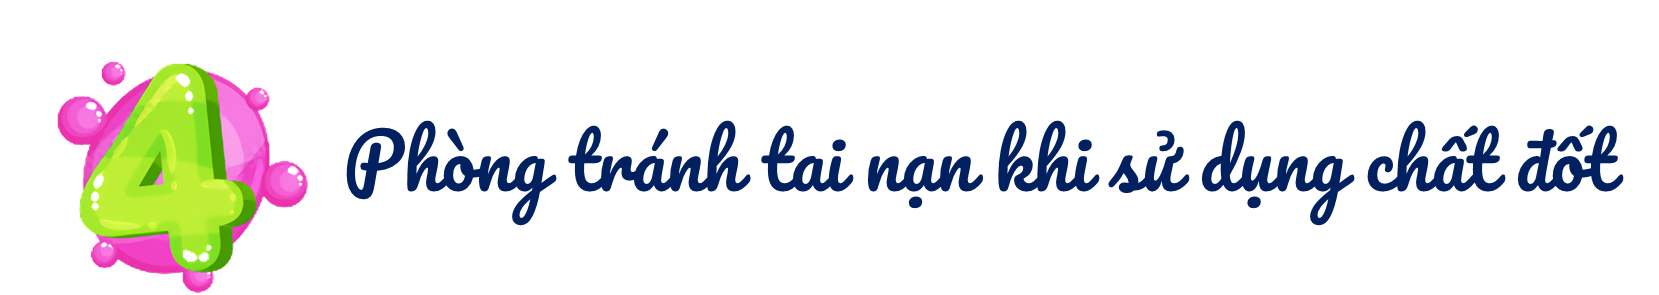 4 Phòng tránh tai nạn khi sử dụng chất đốt